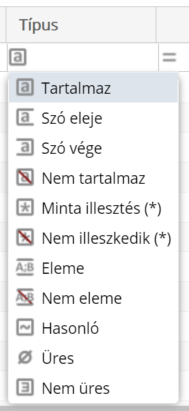 Típus
a =
a Tartalmaz
a Szó eleje
a Szó vége
a Nem tartalmaz
* Minta illesztés (*)
* Nem illeszkedik (*)
A;B Eleme
A;B Nem eleme
~ Hasonló
Ø Üres
∃ Nem üres